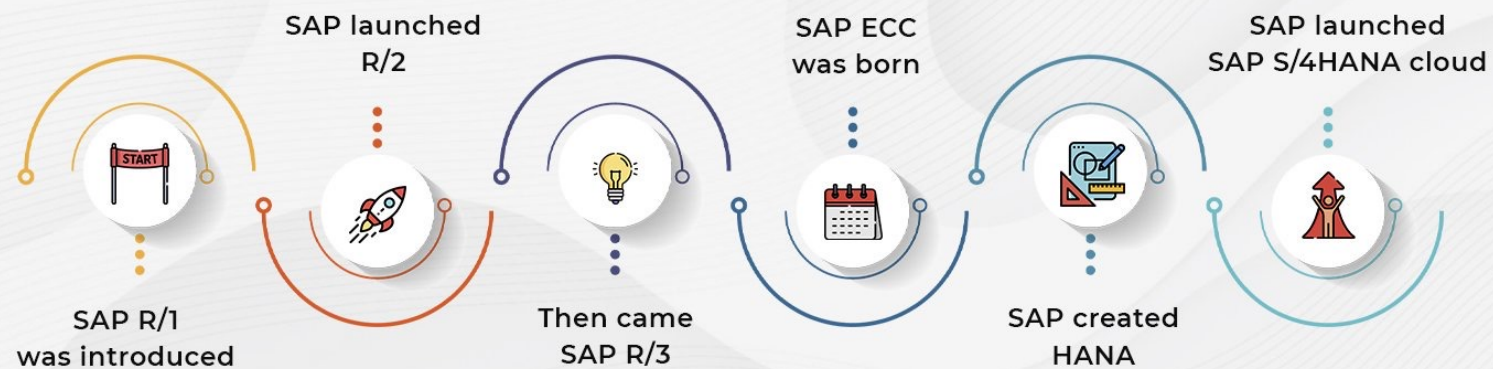 START
SAP R/1
was introduced
SAP launched
R/2
Then came
SAP R/3
SAP ECC
was born
SAP created
HANA
SAP launched
SAP S/4HANA cloud